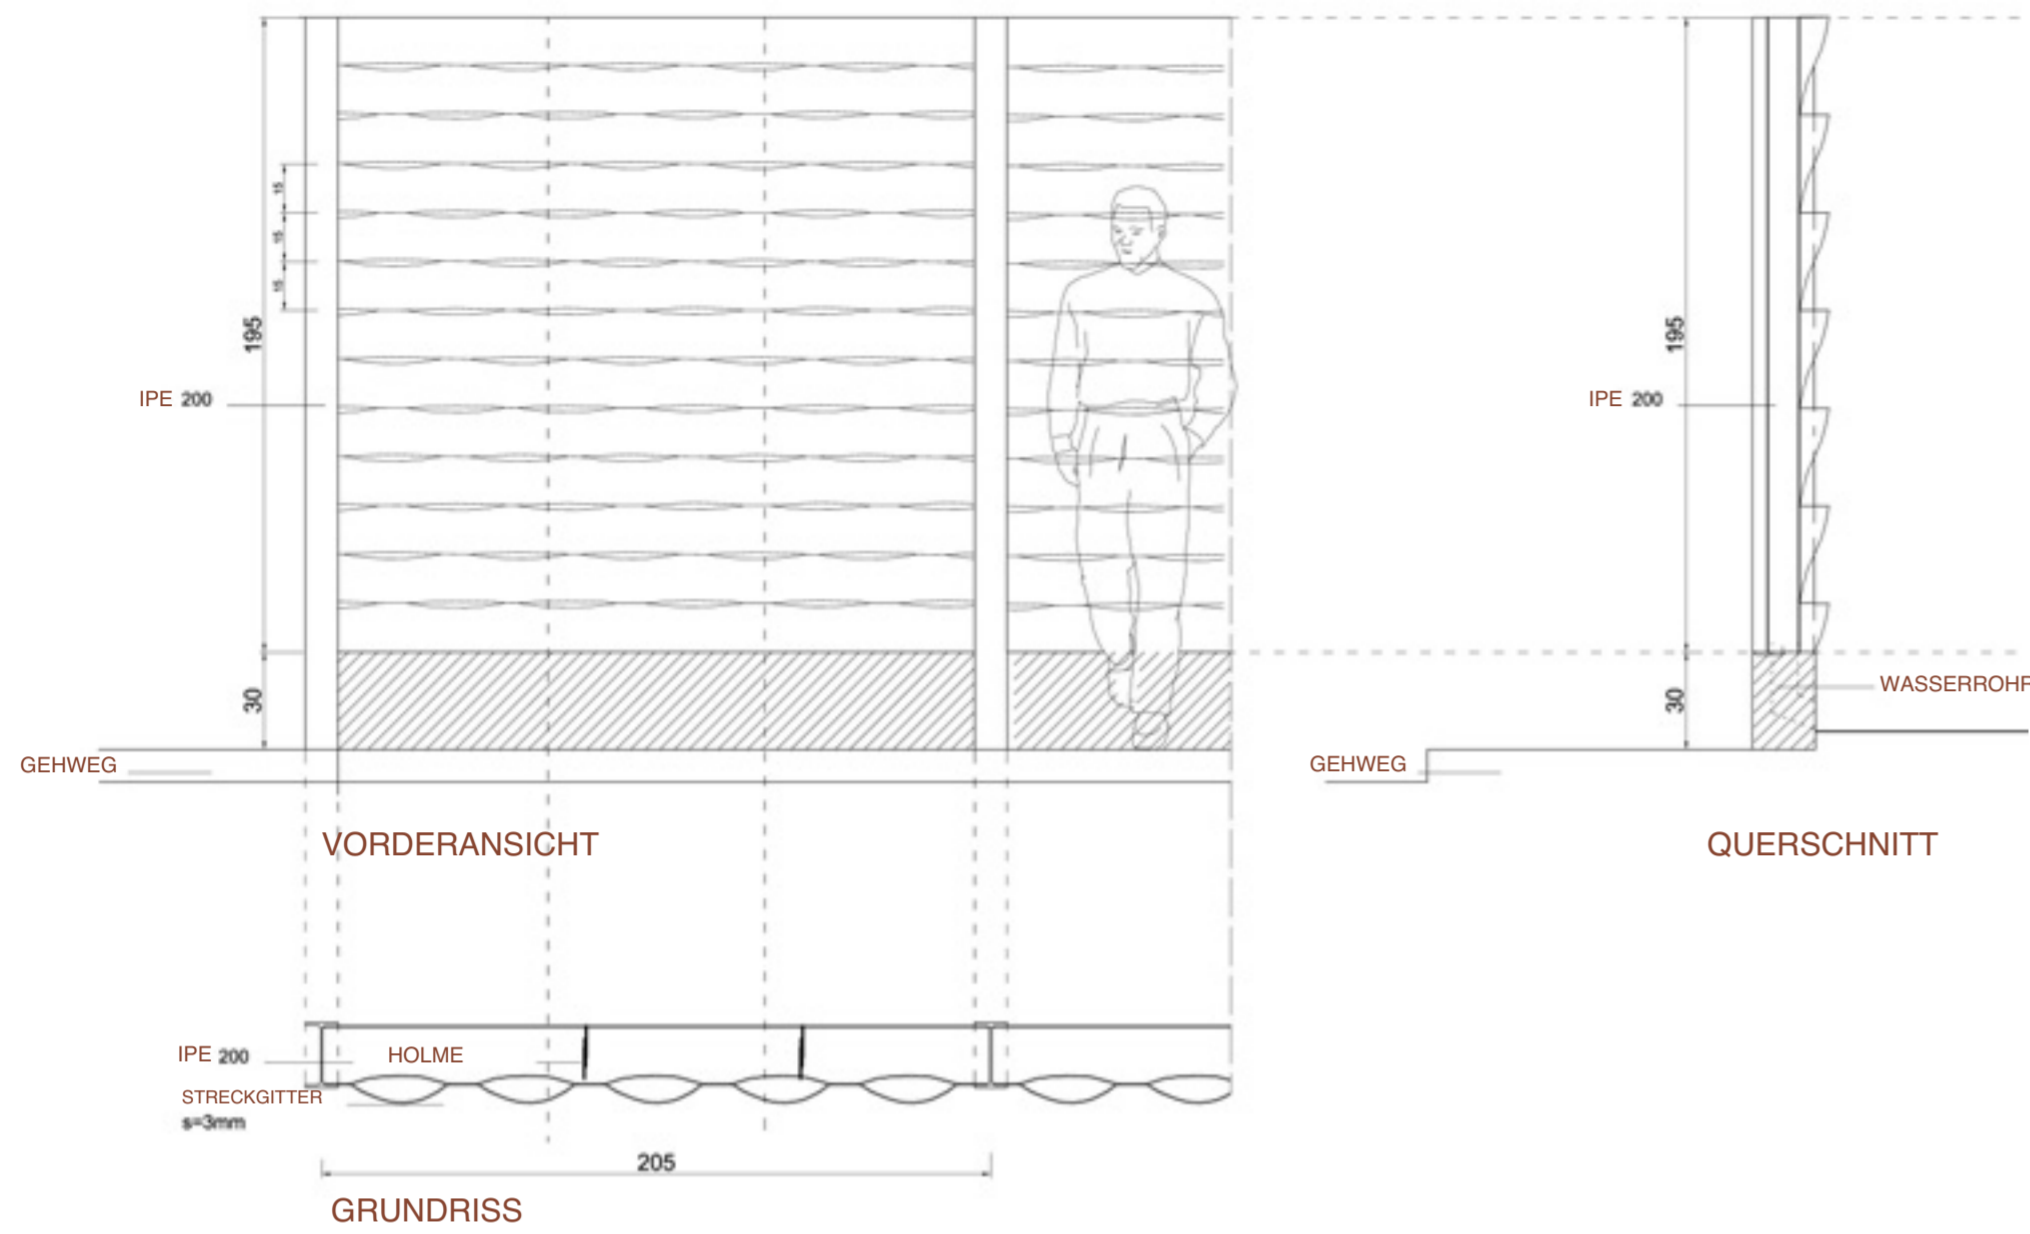 15
15
15
195
IPE 200
30
GEHWEG
VORDERANSICHT
195
IPE 200
WASSERROHR
30
GEHWEG
QUERSCHNITT
IPE 200
HOLME
STRECKGITTER
s=3mm
205
GRUNDRISS